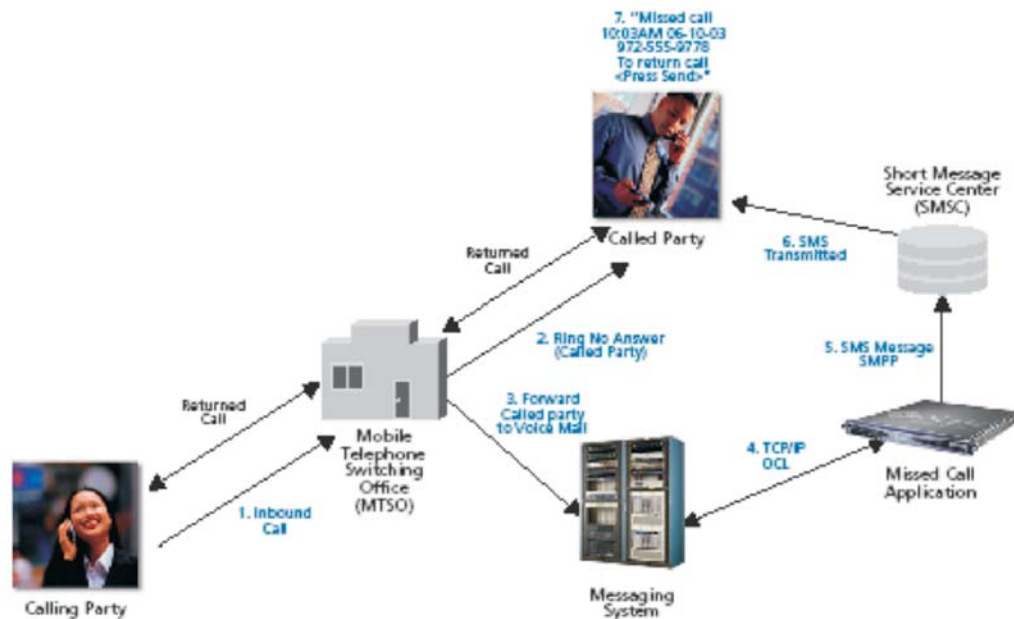 7. "Missed call
10:03AM 06-10-03
972-555-9778
To return call
<Press Send>"
Called Party
Short Message
Service Center
(SMSC)
6. SMS
Transmitted
Returned
Call
2. Ring No Answer
(Called Party)
5. SMS Message
SMPP
3. Forward
Called party
to Voice Mail
Returned
Call
Mobile
Telephone
Switching
Office
(MTSO)
4. TCP/IP
OCL
Missed Call
Application
1. Inbound
Call
Messaging
System
Calling Party